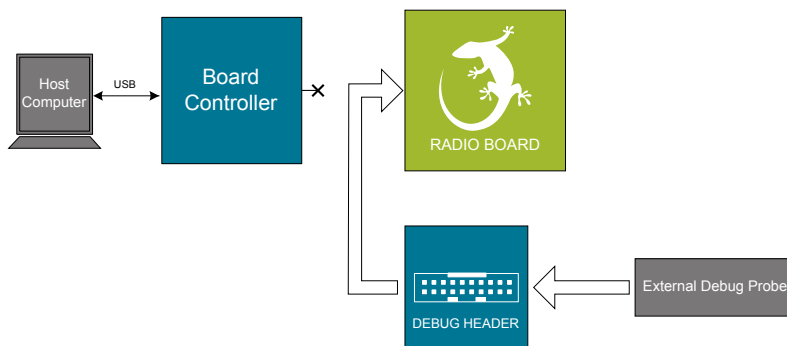 Host
Computer
USB
Board
Controller
RADIO BOARD
External Debug Probe
DEBUG HEADER